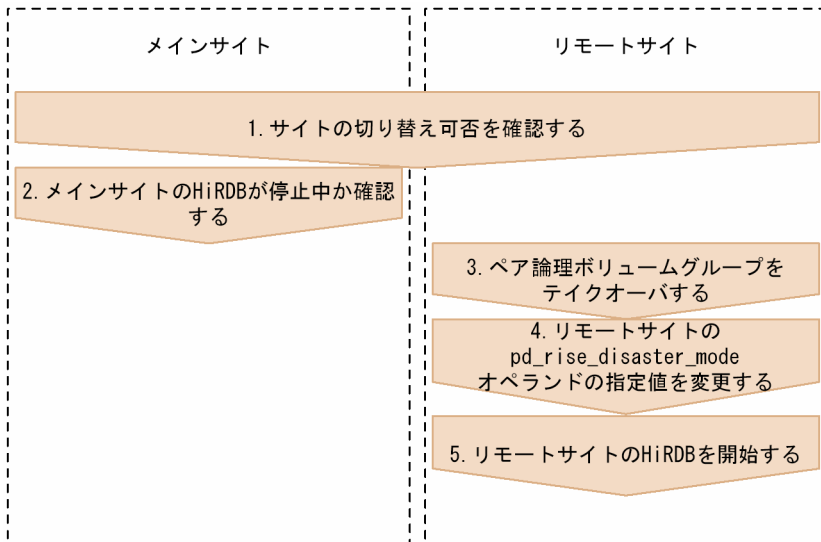 メインサイト
リモートサイト
1.サイトの切り替え可否を確認する
2.メインサイトのHiRDBが停止中か確認
する
3.ペア論理ボリュームグループを
テイクオーバする
4.リモートサイトの
pd_rise_disaster_mode
オペランドの指定値を変更する
5.リモートサイトのHiRDBを開始する